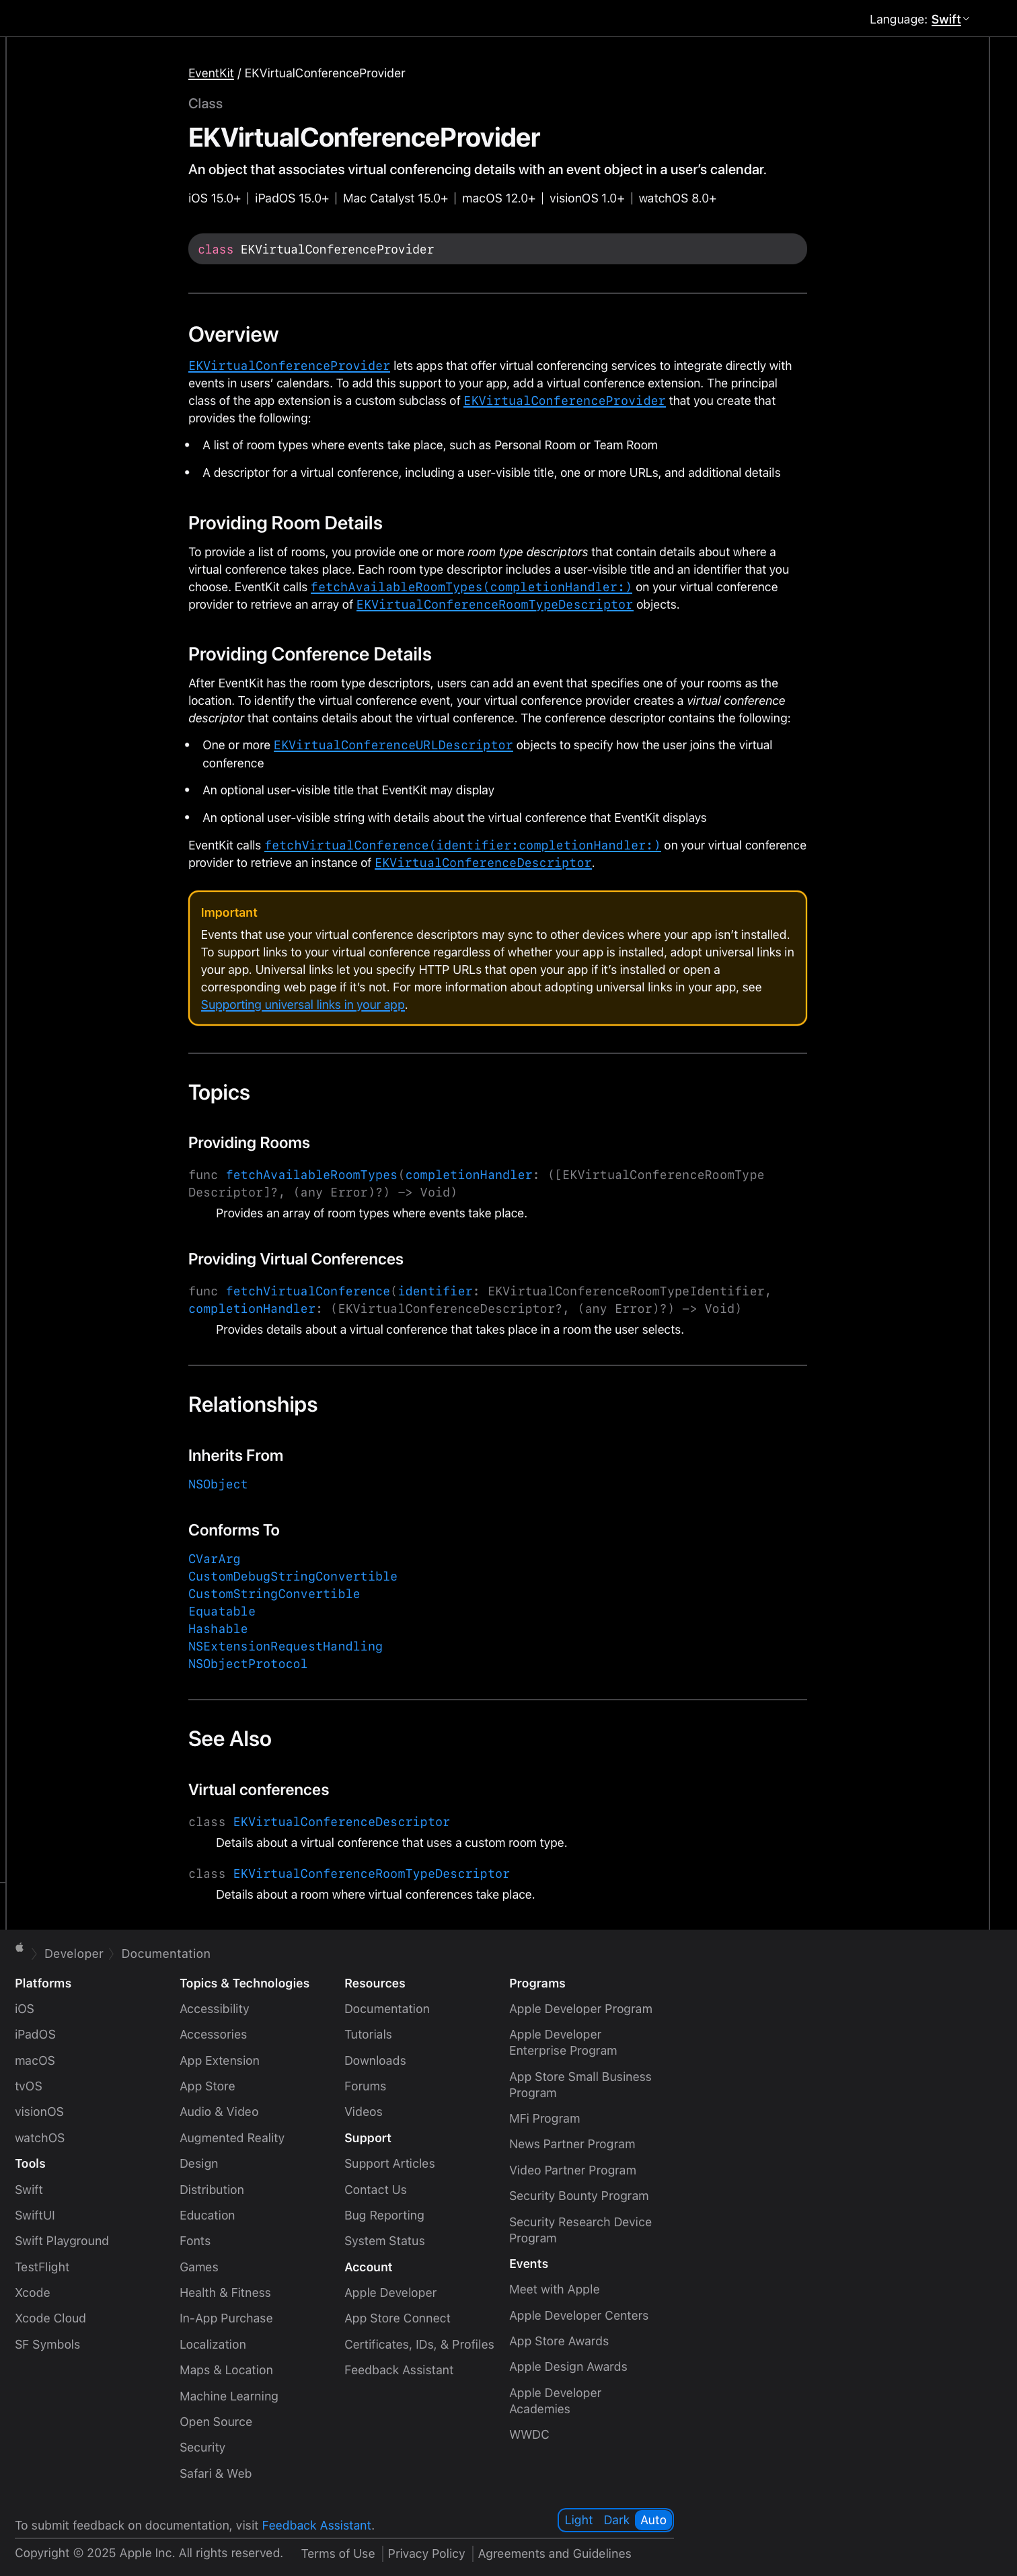 Language: Swift
EventKit / EKVirtualConferenceProvider
Class
EKVirtualConferenceProvider
An object that associates virtual conferencing details with an event object in a user’s calendar.
iOS 15.0+ | iPadOS 15.0+ | Mac Catalyst 15.0+ | macOS 12.0+ | visionOS 1.0+ | watchOS 8.0+
class EKVirtualConferenceProvider
Overview
EKVirtualConferenceProvider lets apps that offer virtual conferencing services to integrate directly with
events in users’ calendars. To add this support to your app, add a virtual conference extension. The principal
class of the app extension is a custom subclass of EKVirtualConferenceProvider that you create that
provides the following:
• A list of room types where events take place, such as Personal Room or Team Room
• A descriptor for a virtual conference, including a user-visible title, one or more URLs, and additional details
Providing Room Details
To provide a list of rooms, you provide one or more room type descriptors that contain details about where a
virtual conference takes place. Each room type descriptor includes a user-visible title and an identifier that you
choose. EventKit calls fetchAvailableRoomTypes(completionHandler:) on your virtual conference
provider to retrieve an array of EKVirtualConferenceRoomTypeDescriptor objects.
Providing Conference Details
After EventKit has the room type descriptors, users can add an event that specifies one of your rooms as the
location. To identify the virtual conference event, your virtual conference provider creates a virtual conference
descriptor that contains details about the virtual conference. The conference descriptor contains the following:
• One or more EKVirtualConferenceURLDescriptor objects to specify how the user joins the virtual
conference
• An optional user-visible title that EventKit may display
• An optional user-visible string with details about the virtual conference that EventKit displays
EventKit calls fetchVirtualConference(identifier:completionHandler:) on your virtual conference
provider to retrieve an instance of EKVirtualConferenceDescriptor.
Important
Events that use your virtual conference descriptors may sync to other devices where your app isn’t installed.
To support links to your virtual conference regardless of whether your app is installed, adopt universal links in
your app. Universal links let you specify HTTP URLs that open your app if it’s installed or open a
corresponding web page if it’s not. For more information about adopting universal links in your app, see
Supporting universal links in your app.
Topics
Providing Rooms
func fetchAvailableRoomTypes(completionHandler: ([EKVirtualConferenceRoomType
Descriptor]?, (any Error)?) -> Void)
Provides an array of room types where events take place.
Providing Virtual Conferences
func fetchVirtualConference(identifier: EKVirtualConferenceRoomTypeIdentifier,
completionHandler: (EKVirtualConferenceDescriptor?, (any Error)?) -> Void)
Provides details about a virtual conference that takes place in a room the user selects.
Relationships
Inherits From
NSObject
Conforms To
CVarArg
CustomDebugStringConvertible
CustomStringConvertible
Equatable
Hashable
NSExtensionRequestHandling
NSObjectProtocol
See Also
Virtual conferences
class EKVirtualConferenceDescriptor
Details about a virtual conference that uses a custom room type.
class EKVirtualConferenceRoomTypeDescriptor
Details about a room where virtual conferences take place.
Developer Documentation
Platforms
iOS
iPadOS
macOS
tvOS
visionOS
watchOS
Tools
Swift
SwiftUI
Swift Playground
TestFlight
Xcode
Xcode Cloud
SF Symbols
Topics & Technologies
Accessibility
Accessories
App Extension
App Store
Audio & Video
Augmented Reality
Design
Distribution
Education
Fonts
Games
Health & Fitness
In-App Purchase
Localization
Maps & Location
Machine Learning
Open Source
Security
Safari & Web
Resources
Documentation
Tutorials
Downloads
Forums
Videos
Support
Support Articles
Contact Us
Bug Reporting
System Status
Account
Apple Developer
App Store Connect
Certificates, IDs, & Profiles
Feedback Assistant
Programs
Apple Developer Program
Apple Developer
Enterprise Program
App Store Small Business
Program
MFi Program
News Partner Program
Video Partner Program
Security Bounty Program
Security Research Device
Program
Events
Meet with Apple
Apple Developer Centers
App Store Awards
Apple Design Awards
Apple Developer
Academies
WWDC
To submit feedback on documentation, visit Feedback Assistant.
Light Dark Auto
Copyright © 2025 Apple Inc. All rights reserved. Terms of Use | Privacy Policy | Agreements and Guidelines